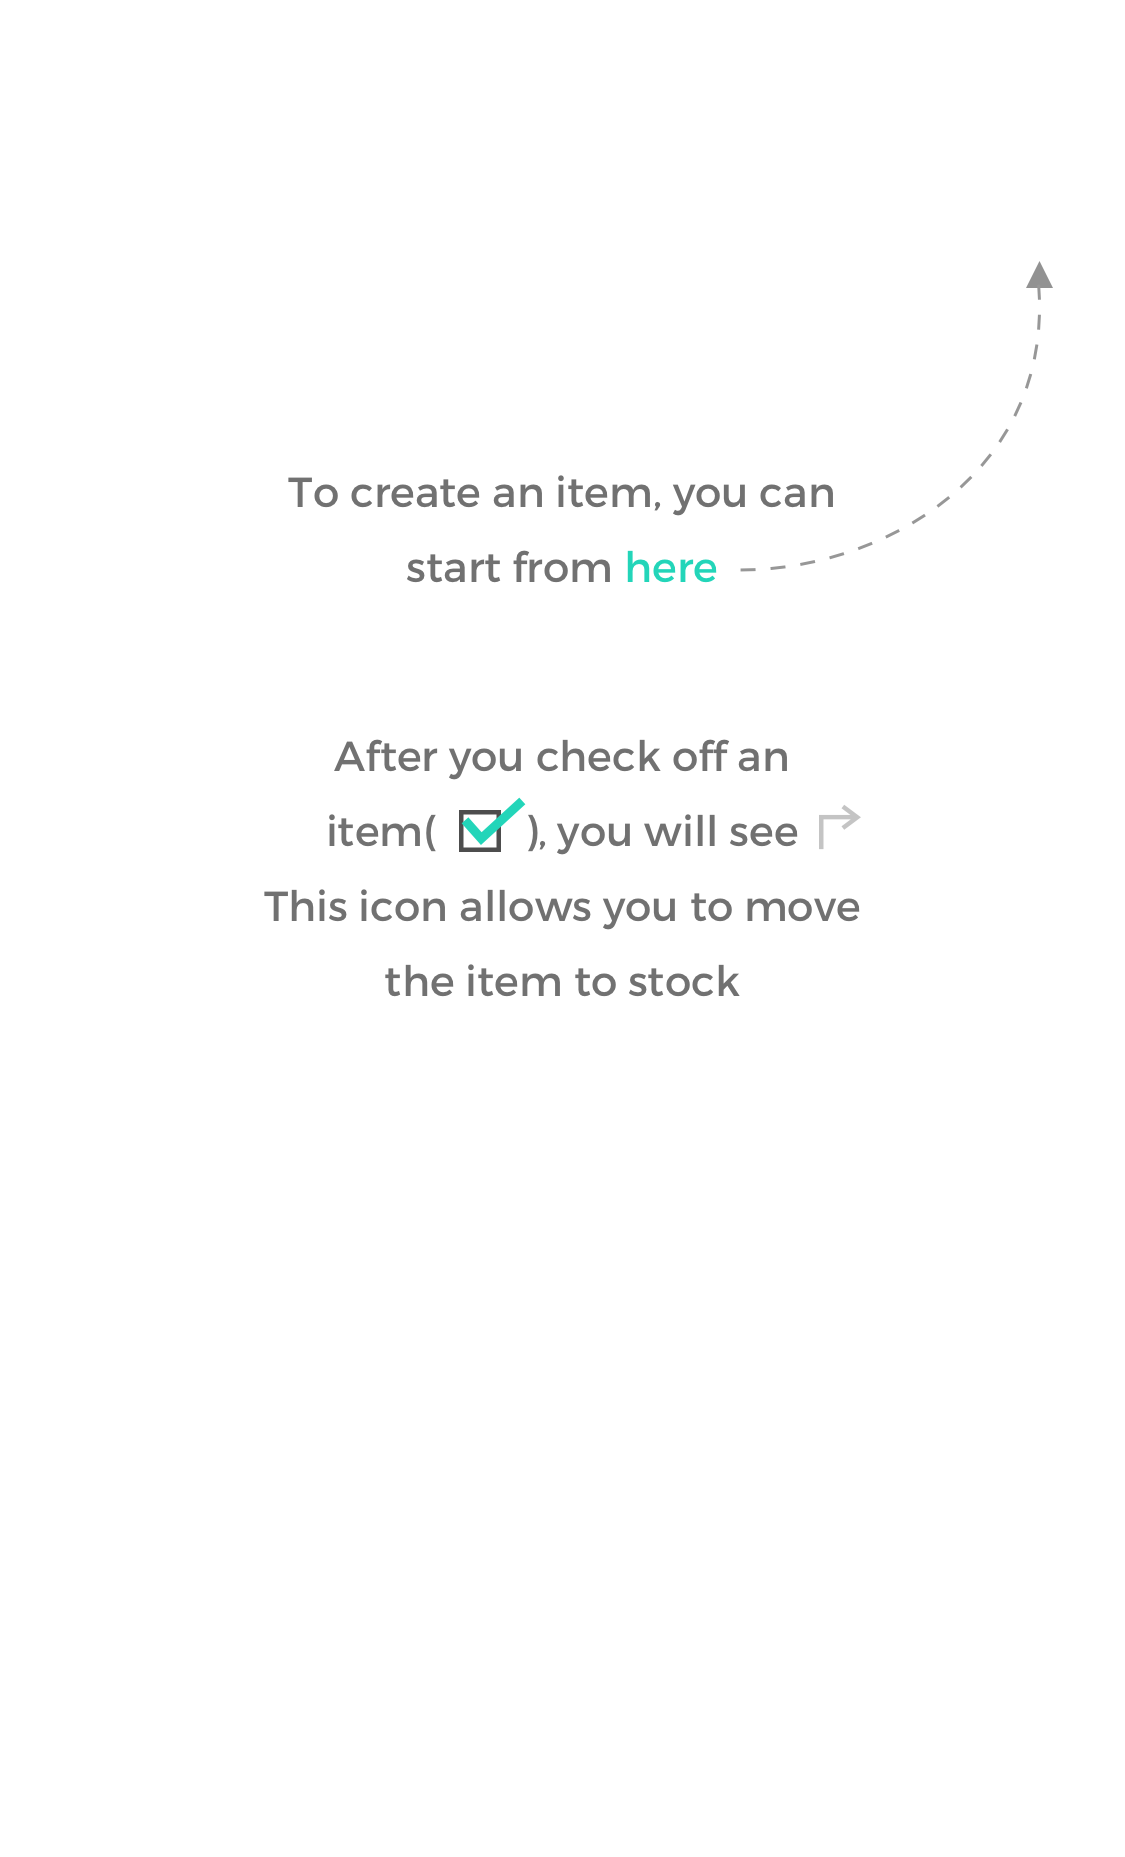 To create an item, you can
start from here
After you check off an
item( ), you will see
This icon allows you to move
the item to stock